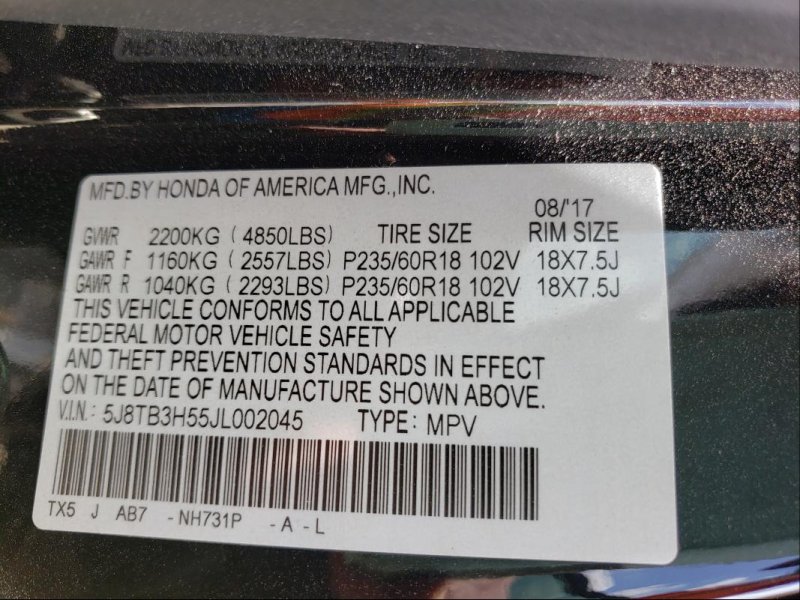 MFD.BY HONDA OF AMERICA MFG.,INC.
08/'17
GVWR 2200KG ( 4850LBS) TIRE SIZE RIM SIZE
GAWR F 1160KG ( 2557LBS) P235/60R18 102V 18X7.5J
GAWR R 1040KG ( 2293LBS) P235/60R18 102V 18X7.5J
THIS VEHICLE CONFORMS TO ALL APPLICABLE
FEDERAL MOTOR VEHICLE SAFETY
AND THEFT PREVENTION STANDARDS IN EFFECT
ON THE DATE OF MANUFACTURE SHOWN ABOVE.
V.I.N.: 5J8TB3H55JL002045 TYPE: MPV
TX5 J AB7 -NH731P -A-L